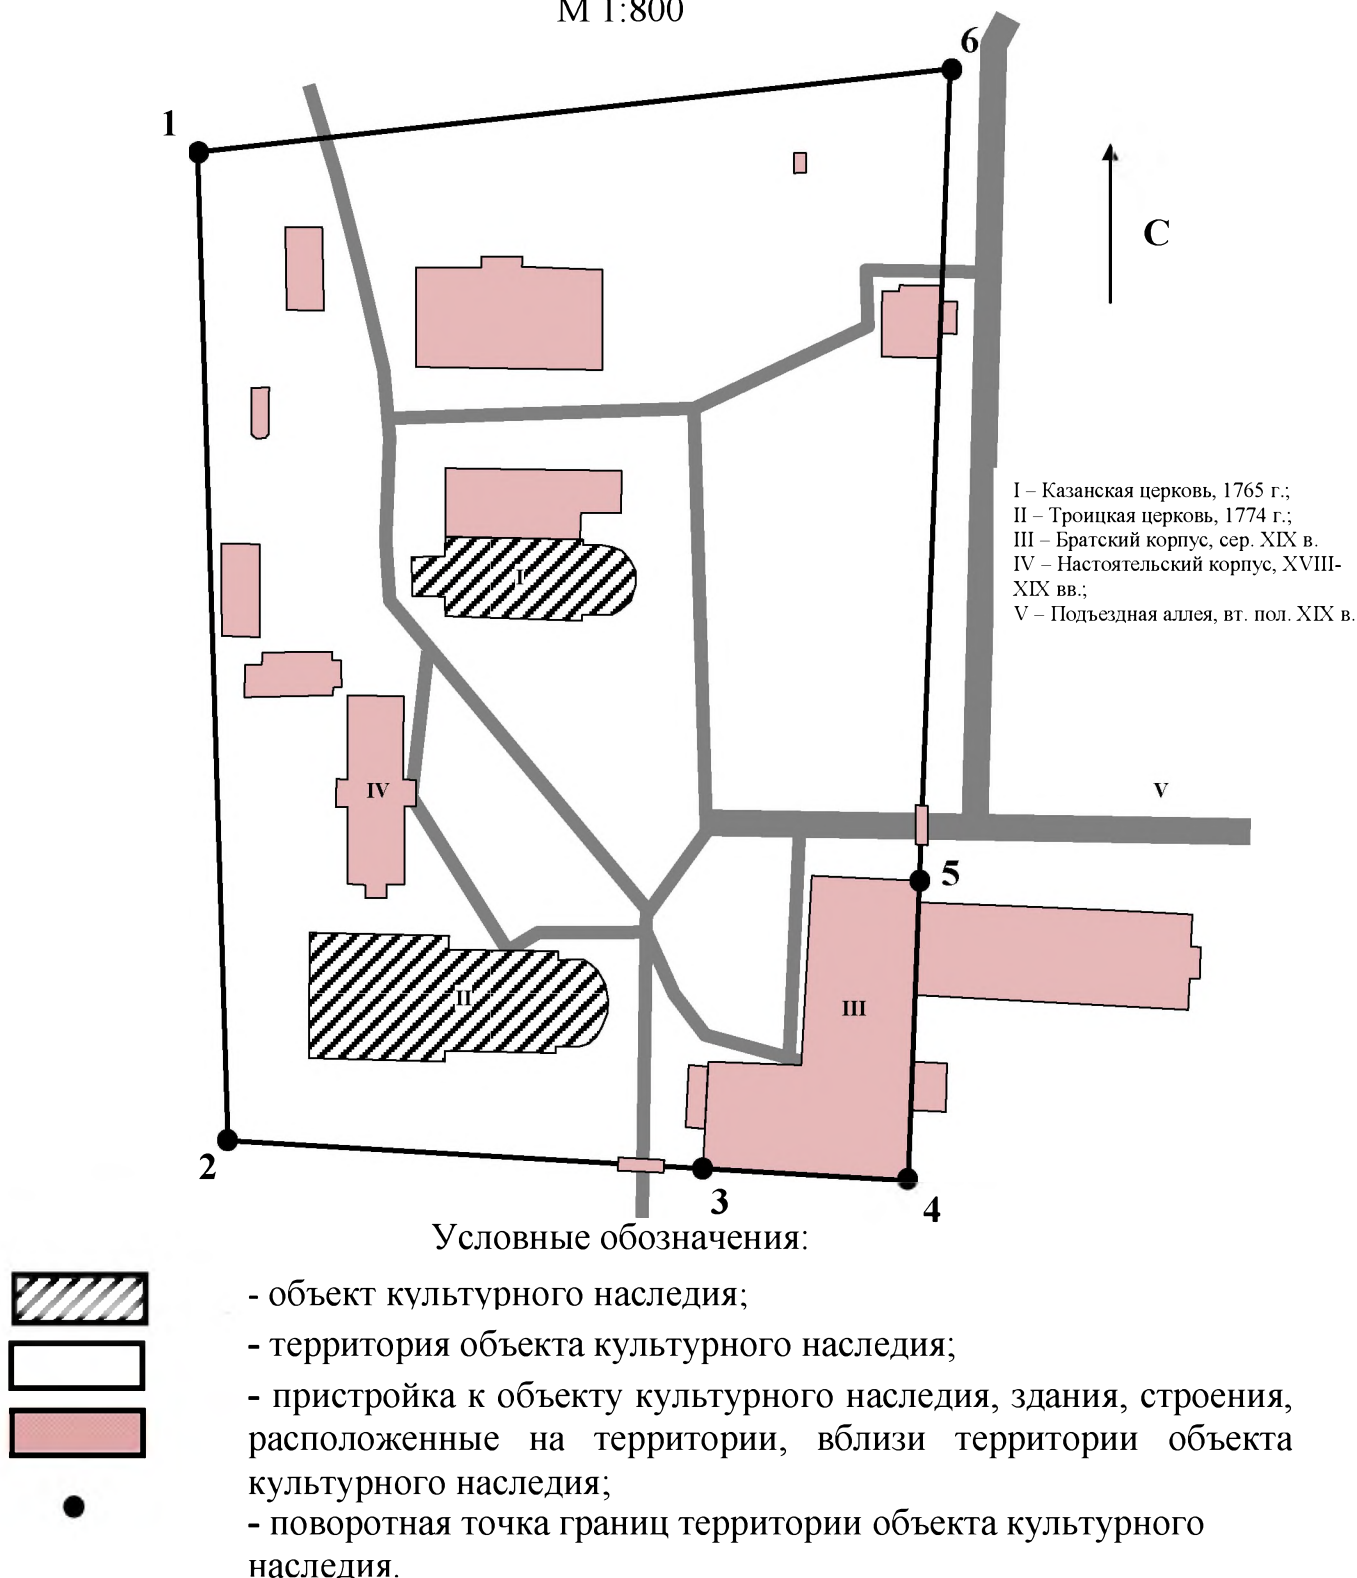 М 1:800
6
1
С
I – Казанская церковь, 1765 г.;
II – Троицкая церковь, 1774 г.;
III – Братский корпус, сер. XIX в.
IV – Настоятельский корпус, XVIII-
XIX вв.;
V – Подъездная аллея, вт. пол. XIX в.
I
IV
V
5
II
III
2
3
4
Условные обозначения:
- объект культурного наследия;
- территория объекта культурного наследия;
- пристройка к объекту культурного наследия, здания, строения,
расположенные на территории, вблизи территории объекта
культурного наследия;
- поворотная точка границ территории объекта культурного
наследия.